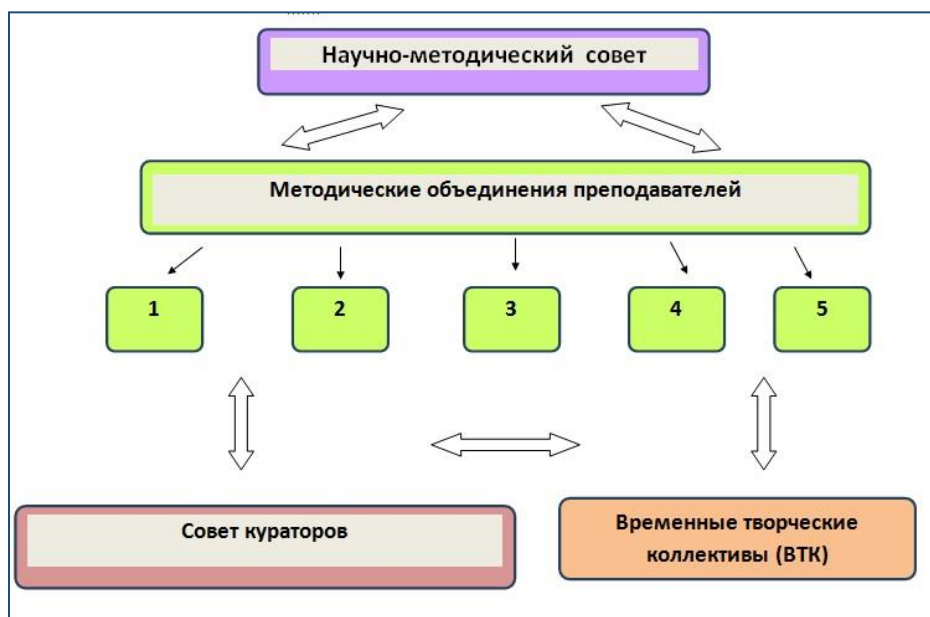 Научно-методический совет
Методические объединения преподавателей
1 2 3 4 5
Совет кураторов
Временные творческие
коллективы (ВТК)